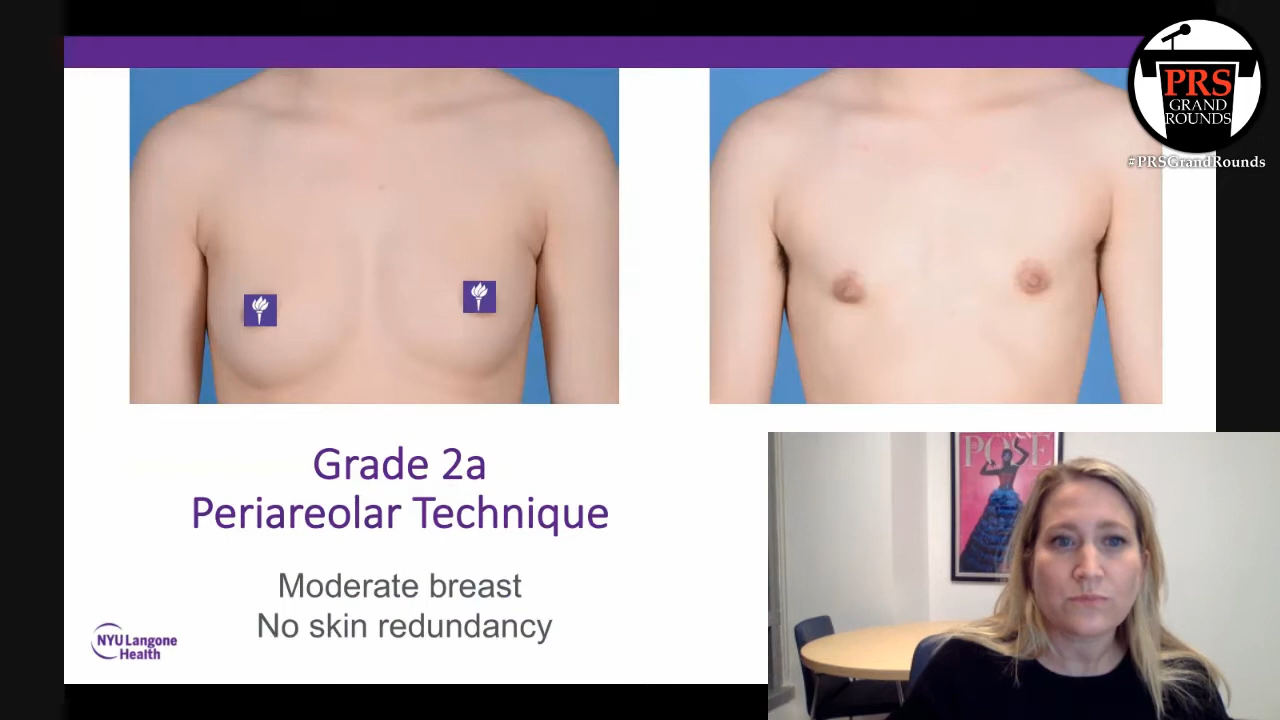 PRS
GRAND
ROUNDS
#PRSGrandRounds
Grade 2a
Periareolar Technique
Moderate breast
No skin redundancy
NYU Langone
Health
POSE